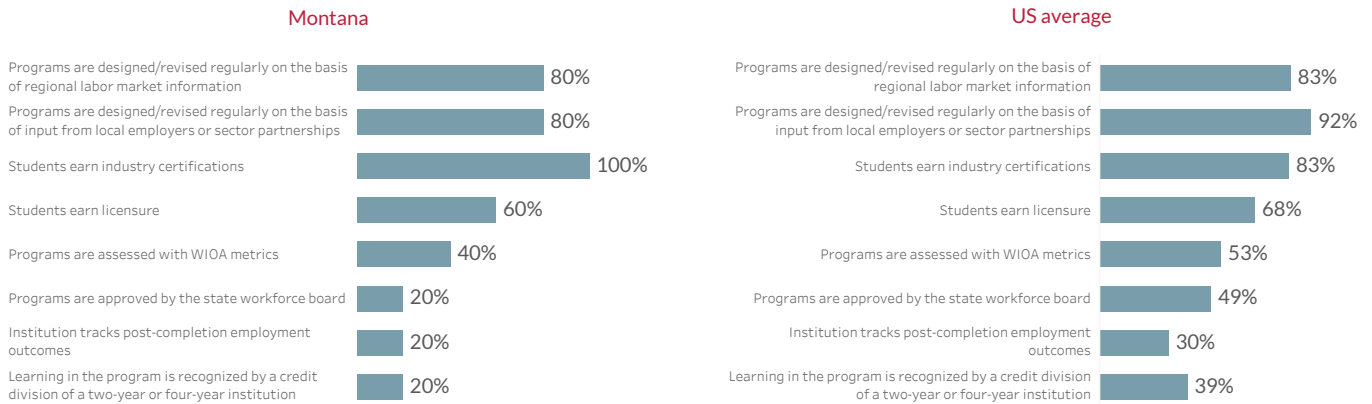 Montana
Programs are designed/revised regularly on the basis
of regional labor market information
80%
Programs are designed/revised regularly on the basis
of input from local employers or sector partnerships
80%
Students earn industry certifications
100%
Students earn licensure
60%
Programs are assessed with WIOA metrics
40%
Programs are approved by the state workforce board
20%
Institution tracks post-completion employment
outcomes
20%
Learning in the program is recognized by a credit
division of a two-year or four-year institution
20%
US average
Programs are designed/revised regularly on the basis of
regional labor market information
83%
Programs are designed/revised regularly on the basis of
input from local employers or sector partnerships
92%
Students earn industry certifications
83%
Students earn licensure
68%
Programs are assessed with WIOA metrics
53%
Programs are approved by the state workforce board
49%
Institution tracks post-completion employment
outcomes
30%
Learning in the program is recognized by a credit division
of a two-year or four-year institution
39%